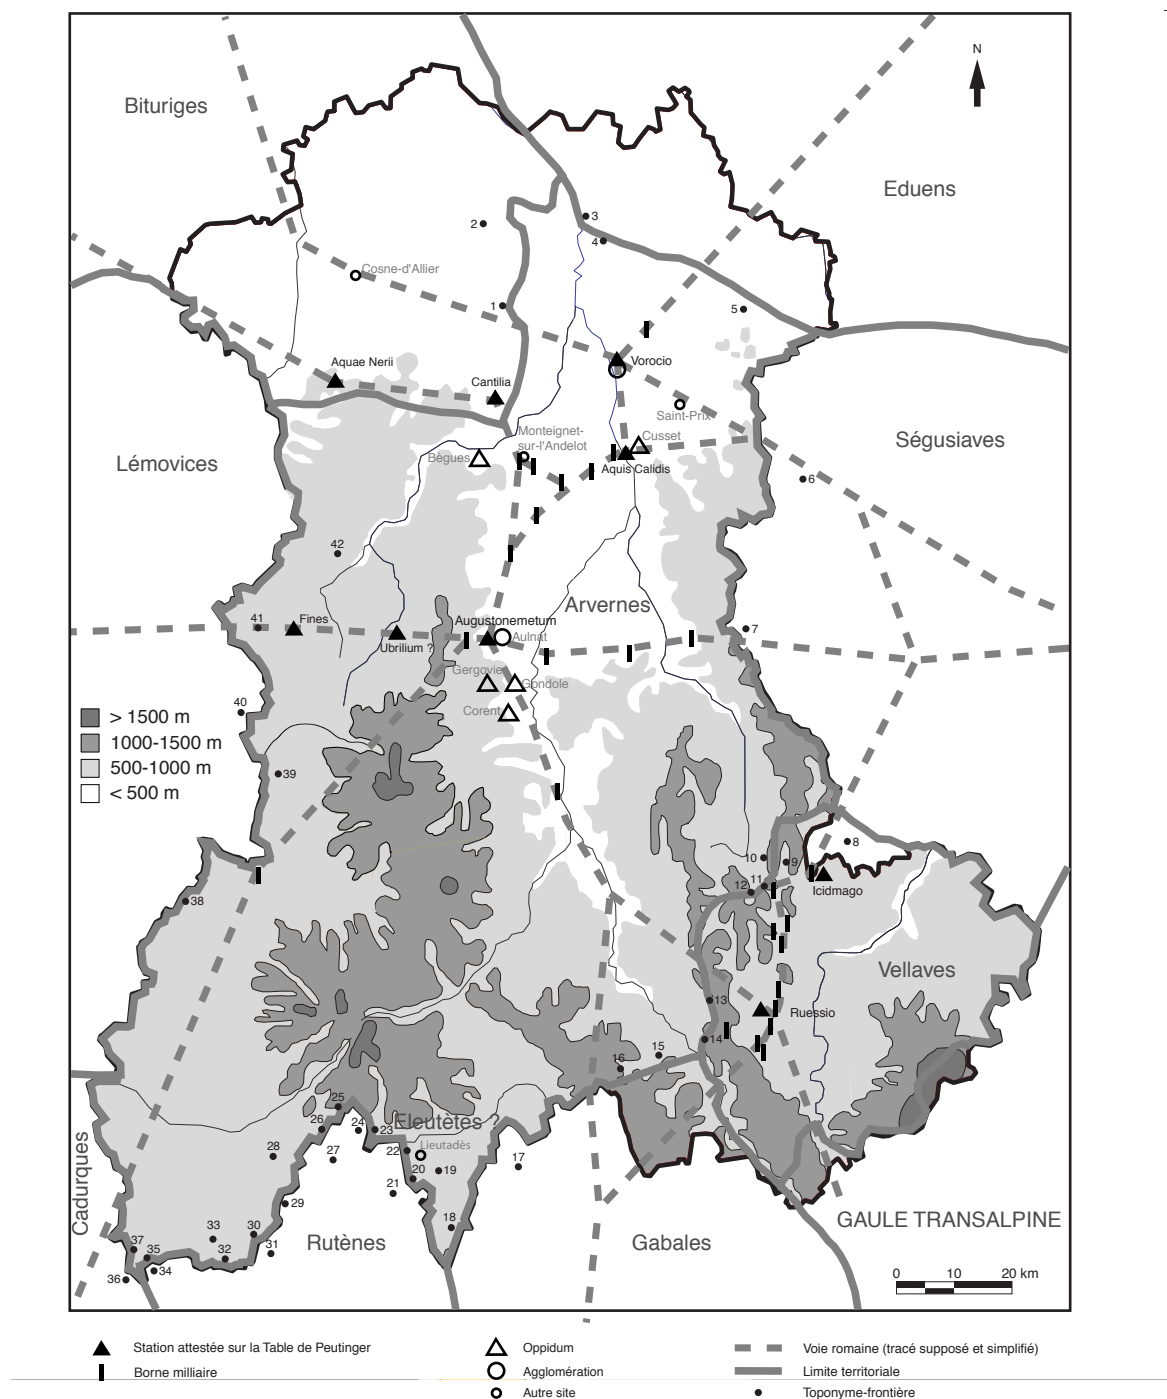 N
Bituriges
Eduens
3
2
4
Cosne-d'Allier
1
5
Vorocio
Aquae Nerii
Cantilia
Saint-Prix
Monteignet-
sur-l'Andelot
Cusset
Ségusiaves
Lémovices
Bègues
Aquis Calidis
6
42
Arvernes
41
Fines
Augustonemetum
Aulnat
7
Ubrilium ?
Gergovie
Gondole
40
Corent
> 1500 m
1000-1500 m
500-1000 m
< 500 m
39
8
10
9
11
12
Icidmago
38
Vellaves
13
Ruessio
14
15
16
25
Eleutètes ?
26
24
23
Lieutadès
28
27
22
20
19
17
21
29
18
Cadurques
33
30
37
35
32
31
34
36
Rutènes
Gabales
GAULE TRANSALPINE
0 10 20 km
Station attestée sur la Table de Peutinger
Oppidum
Voie romaine (tracé supposé et simplifié)
Borne milliaire
Agglomération
Limite territoriale
Autre site
Toponyme-frontière